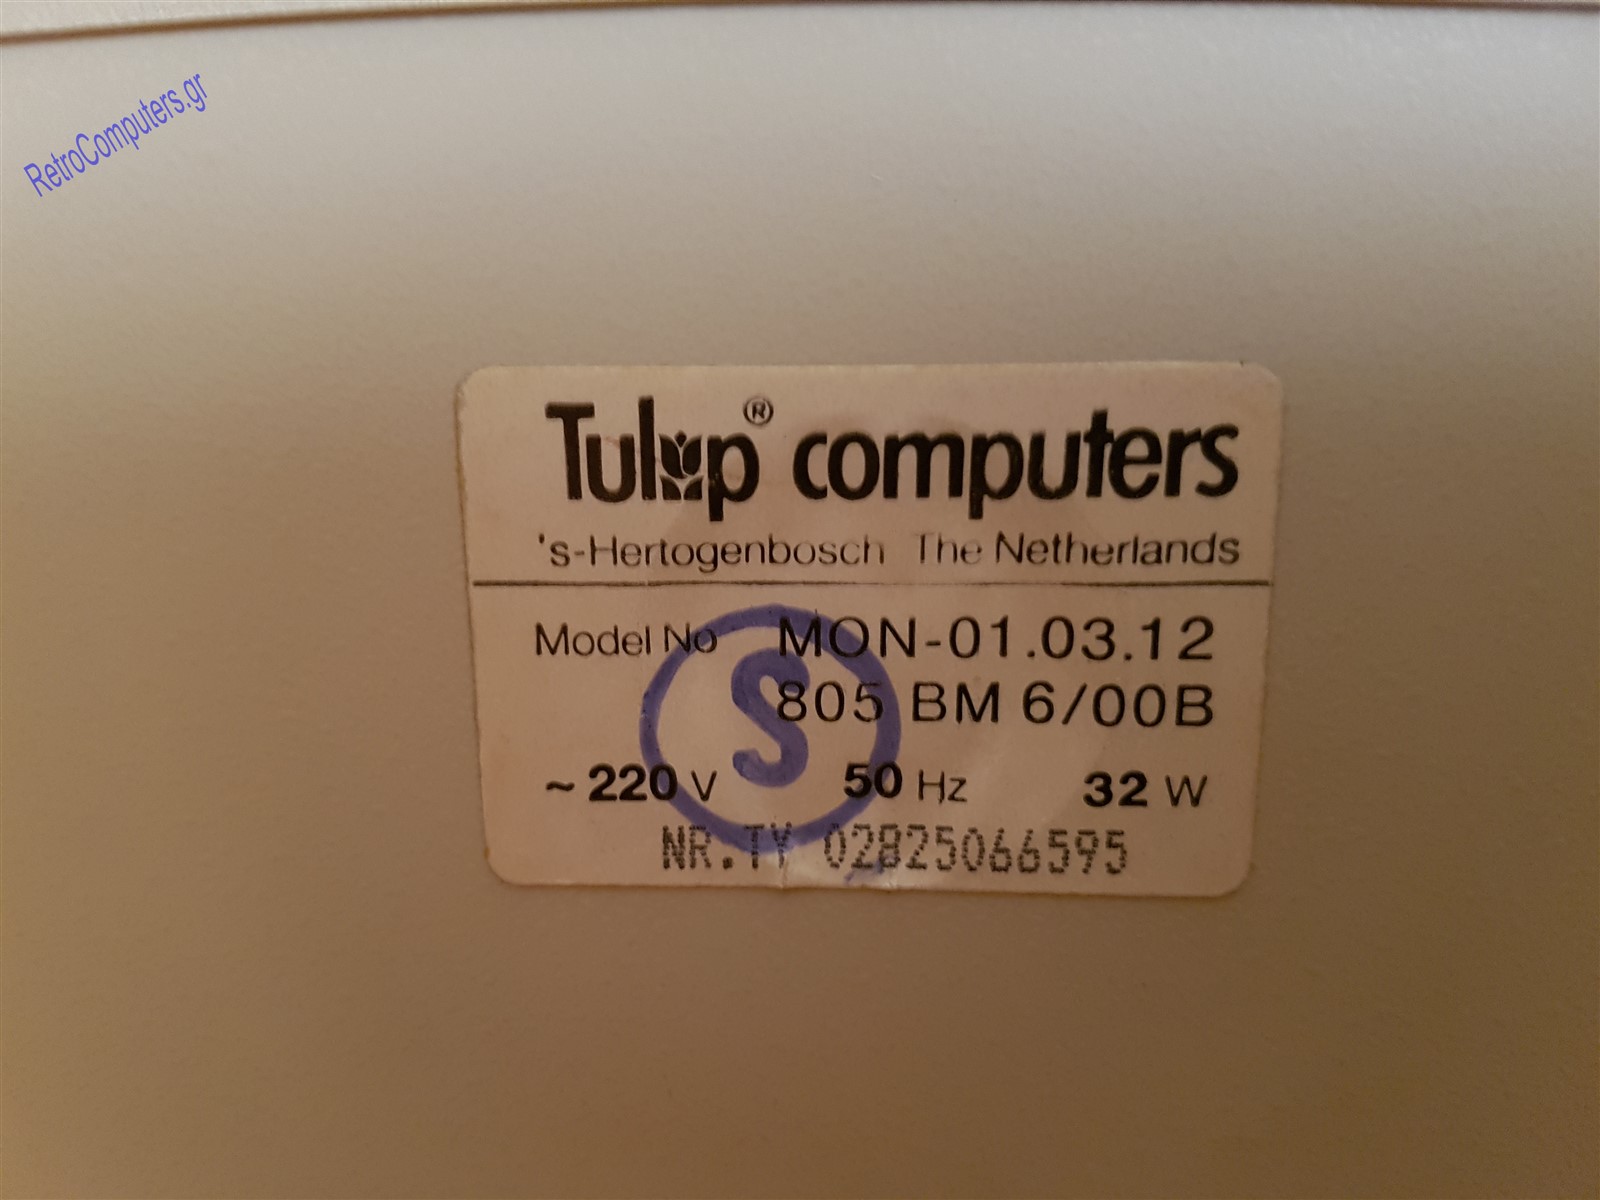 RetroComputers.gr
Tulip® computers
's-Hertogenbosch The Netherlands
Model No MON-01.03.12
805 BM 6/00B
~ 220 V 50 Hz 32 W
NR.TY 02825066595
S